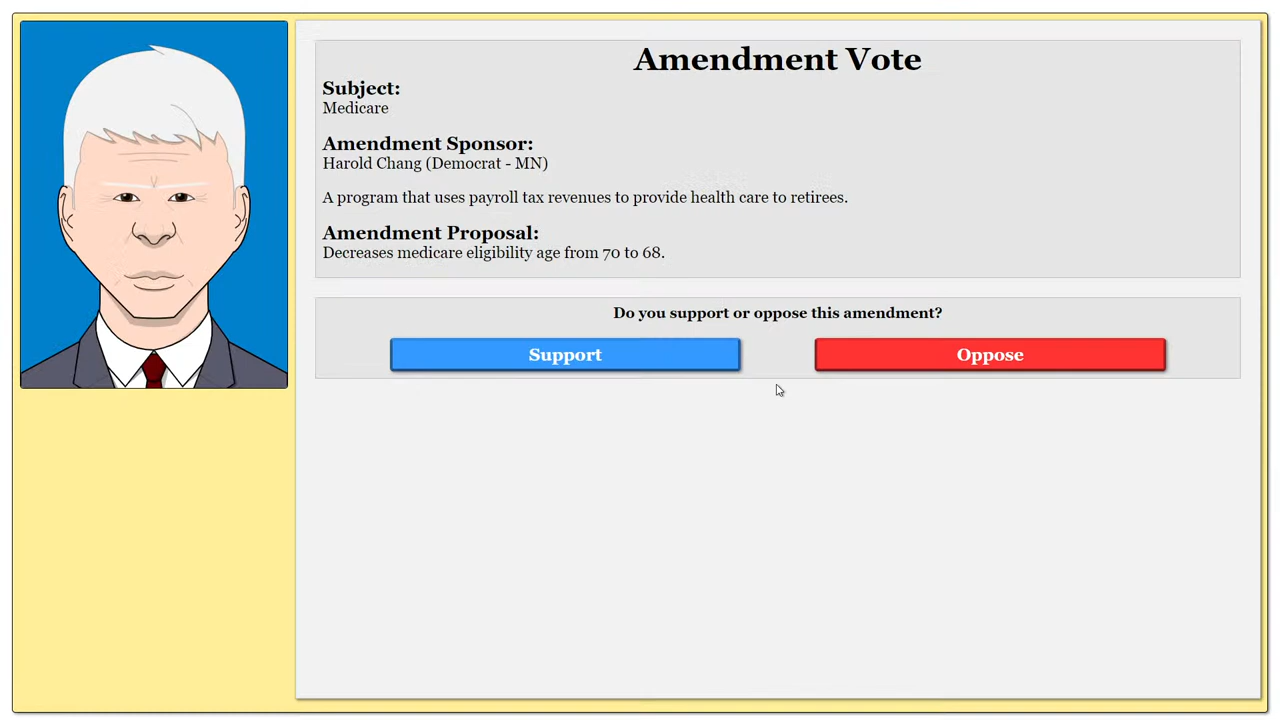 Amendment Vote
Subject:
Medicare
Amendment Sponsor:
Harold Chang (Democrat - MN)
A program that uses payroll tax revenues to provide health care to retirees.
Amendment Proposal:
Decreases medicare eligibility age from 70 to 68.
Do you support or oppose this amendment?
Support
Oppose